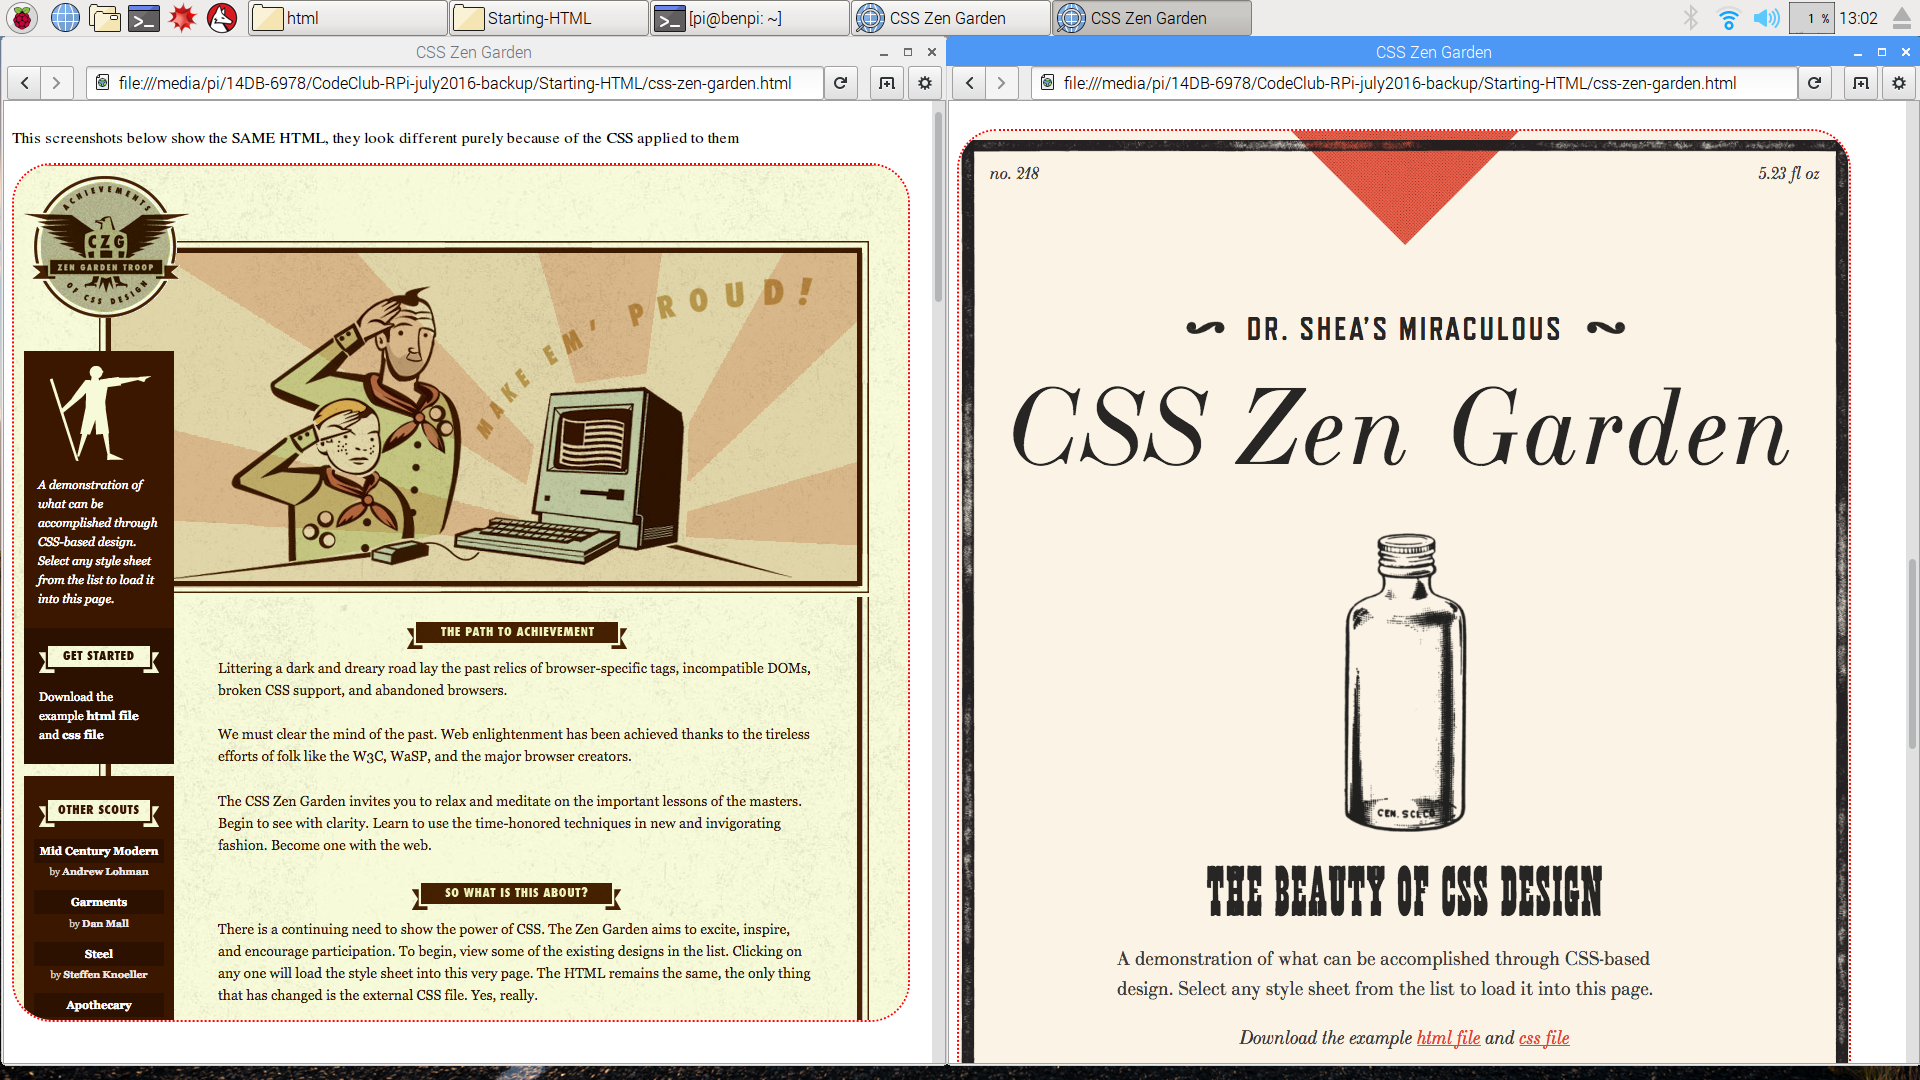 html
Starting-HTML
[pi@benpi: ~]
CSS Zen Garden
CSS Zen Garden
1 %
13:02
CSS Zen Garden
file:///media/pi/14DB-6978/CodeClub-RPi-july2016-backup/Starting-HTML/css-zen-garden.html
This screenshots below show the SAME HTML, they look different purely because of the CSS applied to them
ACHIEVEMENTS
CZG
ZEN GARDEN TROOP
OF CSS DESIGN
MAKE EM' PROUD!
A demonstration of
what can be
accomplished through
CSS-based design.
Select any style sheet
from the list to load it
into this page.
GET STARTED
Download the
example html file
and css file
OTHER SCOUTS
Mid Century Modern
by Andrew Lohman
Garments
by Dan Mall
Steel
by Steffen Knoeller
Apothecary
THE PATH TO ACHIEVEMENT
Littering a dark and dreary road lay the past relics of browser-specific tags, incompatible DOMs,
broken CSS support, and abandoned browsers.
We must clear the mind of the past. Web enlightenment has been achieved thanks to the tireless
efforts of folk like the W3C, WaSP, and the major browser creators.
The CSS Zen Garden invites you to relax and meditate on the important lessons of the masters.
Begin to see with clarity. Learn to use the time-honored techniques in new and invigorating
fashion. Become one with the web.
SO WHAT IS THIS ABOUT?
There is a continuing need to show the power of CSS. The Zen Garden aims to excite, inspire,
and encourage participation. To begin, view some of the existing designs in the list. Clicking on
any one will load the style sheet into this very page. The HTML remains the same, the only thing
that has changed is the external CSS file. Yes, really.
CSS Zen Garden
file:///media/pi/14DB-6978/CodeClub-RPi-july2016-backup/Starting-HTML/css-zen-garden.html
no. 218
5.23 fl oz
DR. SHEA'S MIRACULOUS
CSS Zen Garden
CEN.
THE BEAUTY OF CSS DESIGN
A demonstration of what can be accomplished through CSS-based
design. Select any style sheet from the list to load it into this page.
Download the example html file and css file